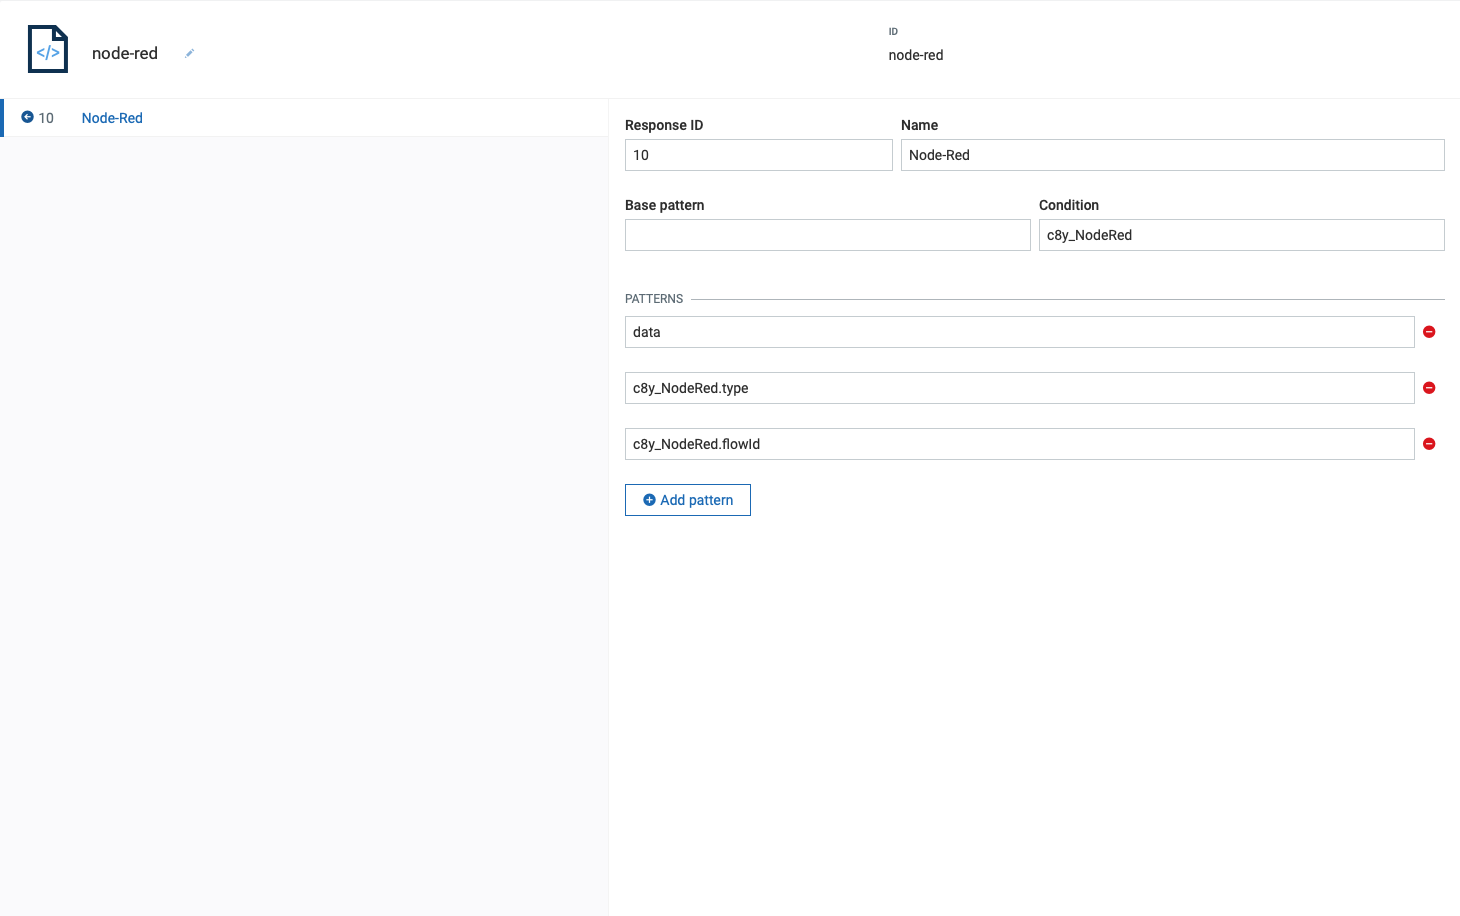 </>
node-red
ID
node-red
10 Node-Red
Response ID
10
Name
Node-Red
Base pattern
Condition
c8y_NodeRed
PATTERNS
data
c8y_NodeRed.type
c8y_NodeRed.flowId
Add pattern